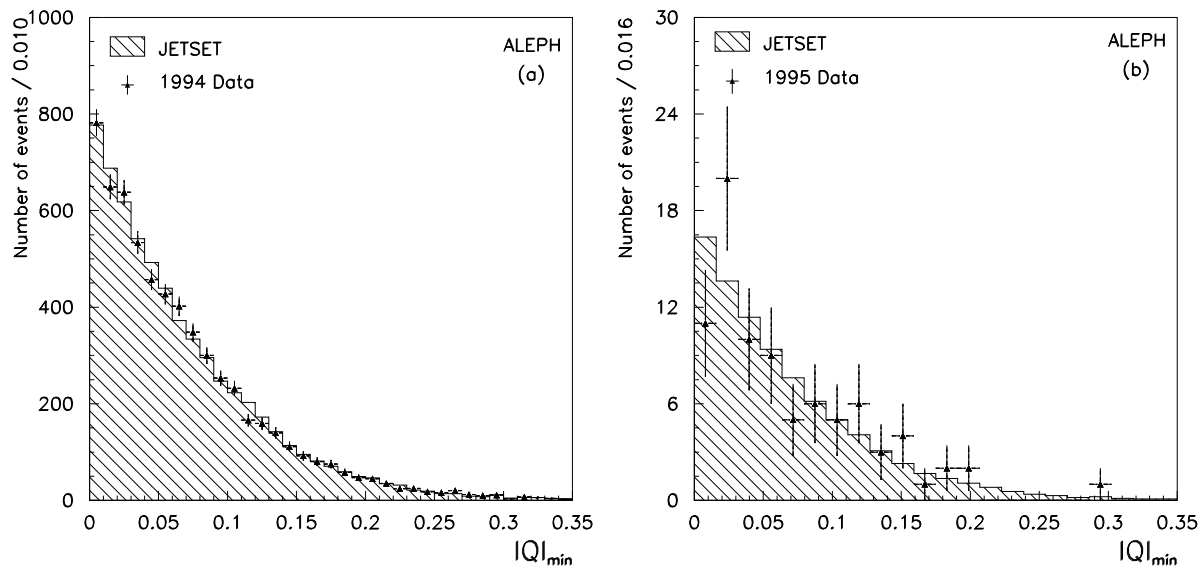 Number of events / 0.010
1000
800
600
400
200
0
JETSET
1994 Data
ALEPH
(a)
0 0.05 0.1 0.15 0.2 0.25 0.3 0.35
|Q|min
Number of events / 0.016
30
24
18
12
6
0
JETSET
1995 Data
ALEPH
(b)
0 0.05 0.1 0.15 0.2 0.25 0.3 0.35
|Q|min